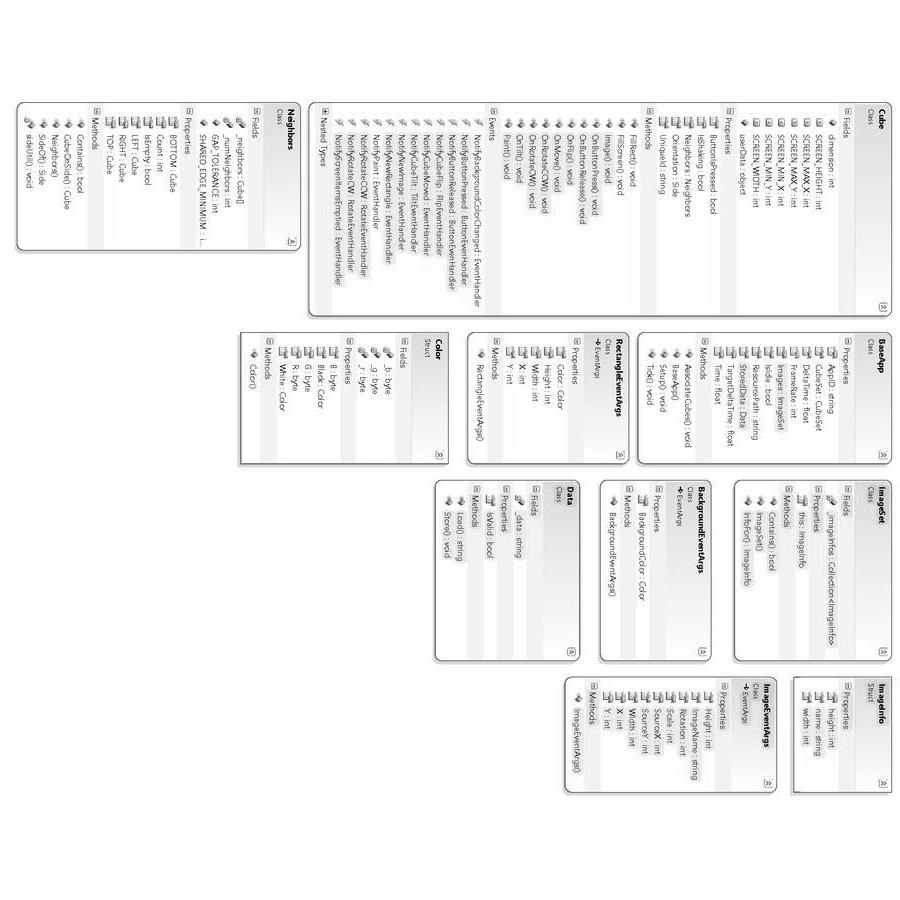 Cube
Class
Fields
dimension : int
SCREEN_HEIGHT : int
SCREEN_MAX_X : int
SCREEN_MAX_Y : int
SCREEN_MIN_X : int
SCREEN_MIN_Y : int
SCREEN_WIDTH : int
userData : object
Properties
ButtonIsPressed : bool
IsShaking : bool
Neighbors : Neighbors
Orientation : Side
UniqueId : string
Methods
FillRect() : void
FillScreen() : void
Image() : void
OnButtonPress() : void
OnButtonRelease() : void
OnFlip() : void
OnMove() : void
OnRotateCCW() : void
OnRotateCW() : void
OnTilt() : void
Paint() : void
Events
NotifyBackgroundColorChanged : EventHandler
NotifyButtonPressed : ButtonEvenHandler
NotifyButtonReleased : ButtonEvenHandler
NotifyCubeFlip : FlipEventHandler
NotifyCubeMoved : EventHandler
NotifyCubeTilt : TiltEventHandler
NotifyNewImage : EventHandler
NotifyNewRectangle : EventHandler
NotifyPaint : EventHandler
NotifyRotateCCW : RotateEventHandler
NotifyRotateCW : RotateEventHandler
NotifyScreenItemsEmptied : EventHandler
Nested Types
Neighbors
Class
Fields
_neighbors : Cube[]
_numNeighbors : int
GAP_TOLERANCE : int
SHARED_EDGE_MINIMUM : i...
Properties
BOTTOM : Cube
Count : int
IsEmpty : bool
LEFT : Cube
RIGHT : Cube
TOP : Cube
Methods
Contains() : bool
CubeOnSide() : Cube
Neighbors()
SideOf() : Side
sideUtil() : void
BaseApp
Class
Properties
AppID : string
CubeSet : CubeSet
DeltaTime : float
FrameRate : int
Images : ImageSet
IsIdle : bool
ResourcePath : string
StoredData : Data
TargetDeltaTime : float
Time : float
Methods
AssociateCubes() : void
BaseApp()
Setup() : void
Tick() : void
RectangleEventArgs
Class
EventArgs
Properties
Color : Color
Height : int
Width : int
X : int
Y : int
Methods
RectangleEventArgs()
Color
Struct
Fields
_b : byte
_g : byte
_r : byte
Properties
B : byte
Black : Color
G : byte
R : byte
White : Color
Methods
Color()
ImageSet
Class
Fields
_imageInfos : Collection<ImageInfo>
Properties
this : ImageInfo
Methods
Contains() : bool
ImageSet()
InfoFor() : ImageInfo
BackgroundEventArgs
Class
EventArgs
Properties
BackgroundColor : Color
Methods
BackgroundEventArgs()
Data
Class
Fields
_data : string
Properties
IsValid : bool
Methods
Load() : string
Store() : void
ImageInfo
Struct
Properties
height : int
name : string
width : int
ImageEventArgs
Class
EventArgs
Properties
Height : int
ImageName : string
Rotation : int
Scale : int
SourceX : int
SourceY : int
Width : int
X : int
Y : int
Methods
ImageEventArgs()